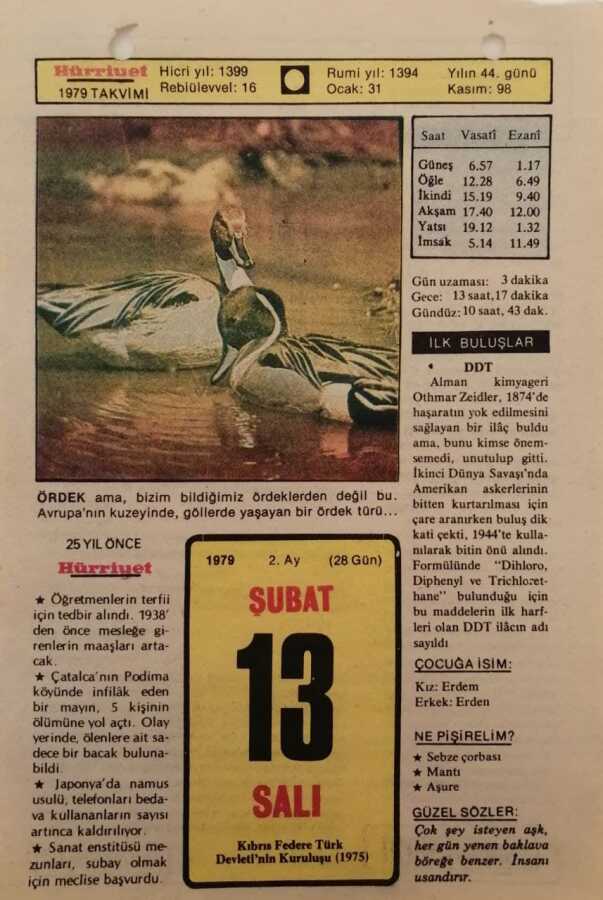 Hürriyet
1979 TAKVİMİ
Hicri yıl: 1399
Rebiülevvel: 16
Rumi yıl: 1394
Ocak: 31
Yılın 44. günü
Kasım: 98
Saat Vasatî Ezanî
Güneş 6.57 1.17
Öğle 12.28 6.49
İkindi 15.19 9.40
Akşam 17.40 12.00
Yatsı 19.12 1.32
İmsak 5.14 11.49
Gün uzaması: 3 dakika
Gece: 13 saat,17 dakika
Gündüz: 10 saat, 43 dak.
İLK BULUŞLAR
DDT
Alman kimyageri
Othmar Zeidler, 1874'de
haşaratın yok edilmesini
sağlayan bir ilâç buldu
ama, bunu kimse önem-
semedi, unutulup gitti.
İkinci Dünya Savaşı'nda
Amerikan askerlerinin
bitten kurtarılması için
çare aranırken buluş dik
kati çekti, 1944'te kulla-
nılarak bitin önü alındı.
Formülünde "Dihloro,
Diphenyl ve Trichloret-
hane" bulunduğu için
bu maddelerin ilk harf-
leri olan DDT ilâcın adı
sayıldı
ÇOCUĞA İSİM:
Kız: Erdem
Erkek: Erden
NE PİŞİRELİM?
★ Sebze çorbası
★ Mantı
★ Aşure
GÜZEL SÖZLER:
Çok şey isteyen aşk,
her gün yenen baklava
böreğe benzer. İnsanı
usandırır.
ÖRDEK ama, bizim bildiğimiz ördeklerden değil bu.
Avrupa'nın kuzeyinde, göllerde yaşayan bir ördek türü...
25 YIL ÖNCE
Hürriyet
★ Öğretmenlerin terfii
için tedbir alındı. 1938'
den önce mesleğe gi-
renlerin maaşları arta-
cak.
★ Çatalca'nın Podima
köyünde infilâk eden
bir mayın, 5 kişinin
ölümüne yol açtı. Olay
yerinde, ölenlere ait sa-
dece bir bacak buluna-
bildi.
★ Japonya'da namus
usulü, telefonları beda-
va kullananların sayısı
artınca kaldırılıyor.
★ Sanat enstitüsü me-
zunları, subay olmak
için meclise başvurdu.
1979 2. Ay (28 Gün)
ŞUBAT
13
SALI
Kıbrıs Federe Türk
Devleti'nin Kuruluşu (1975)